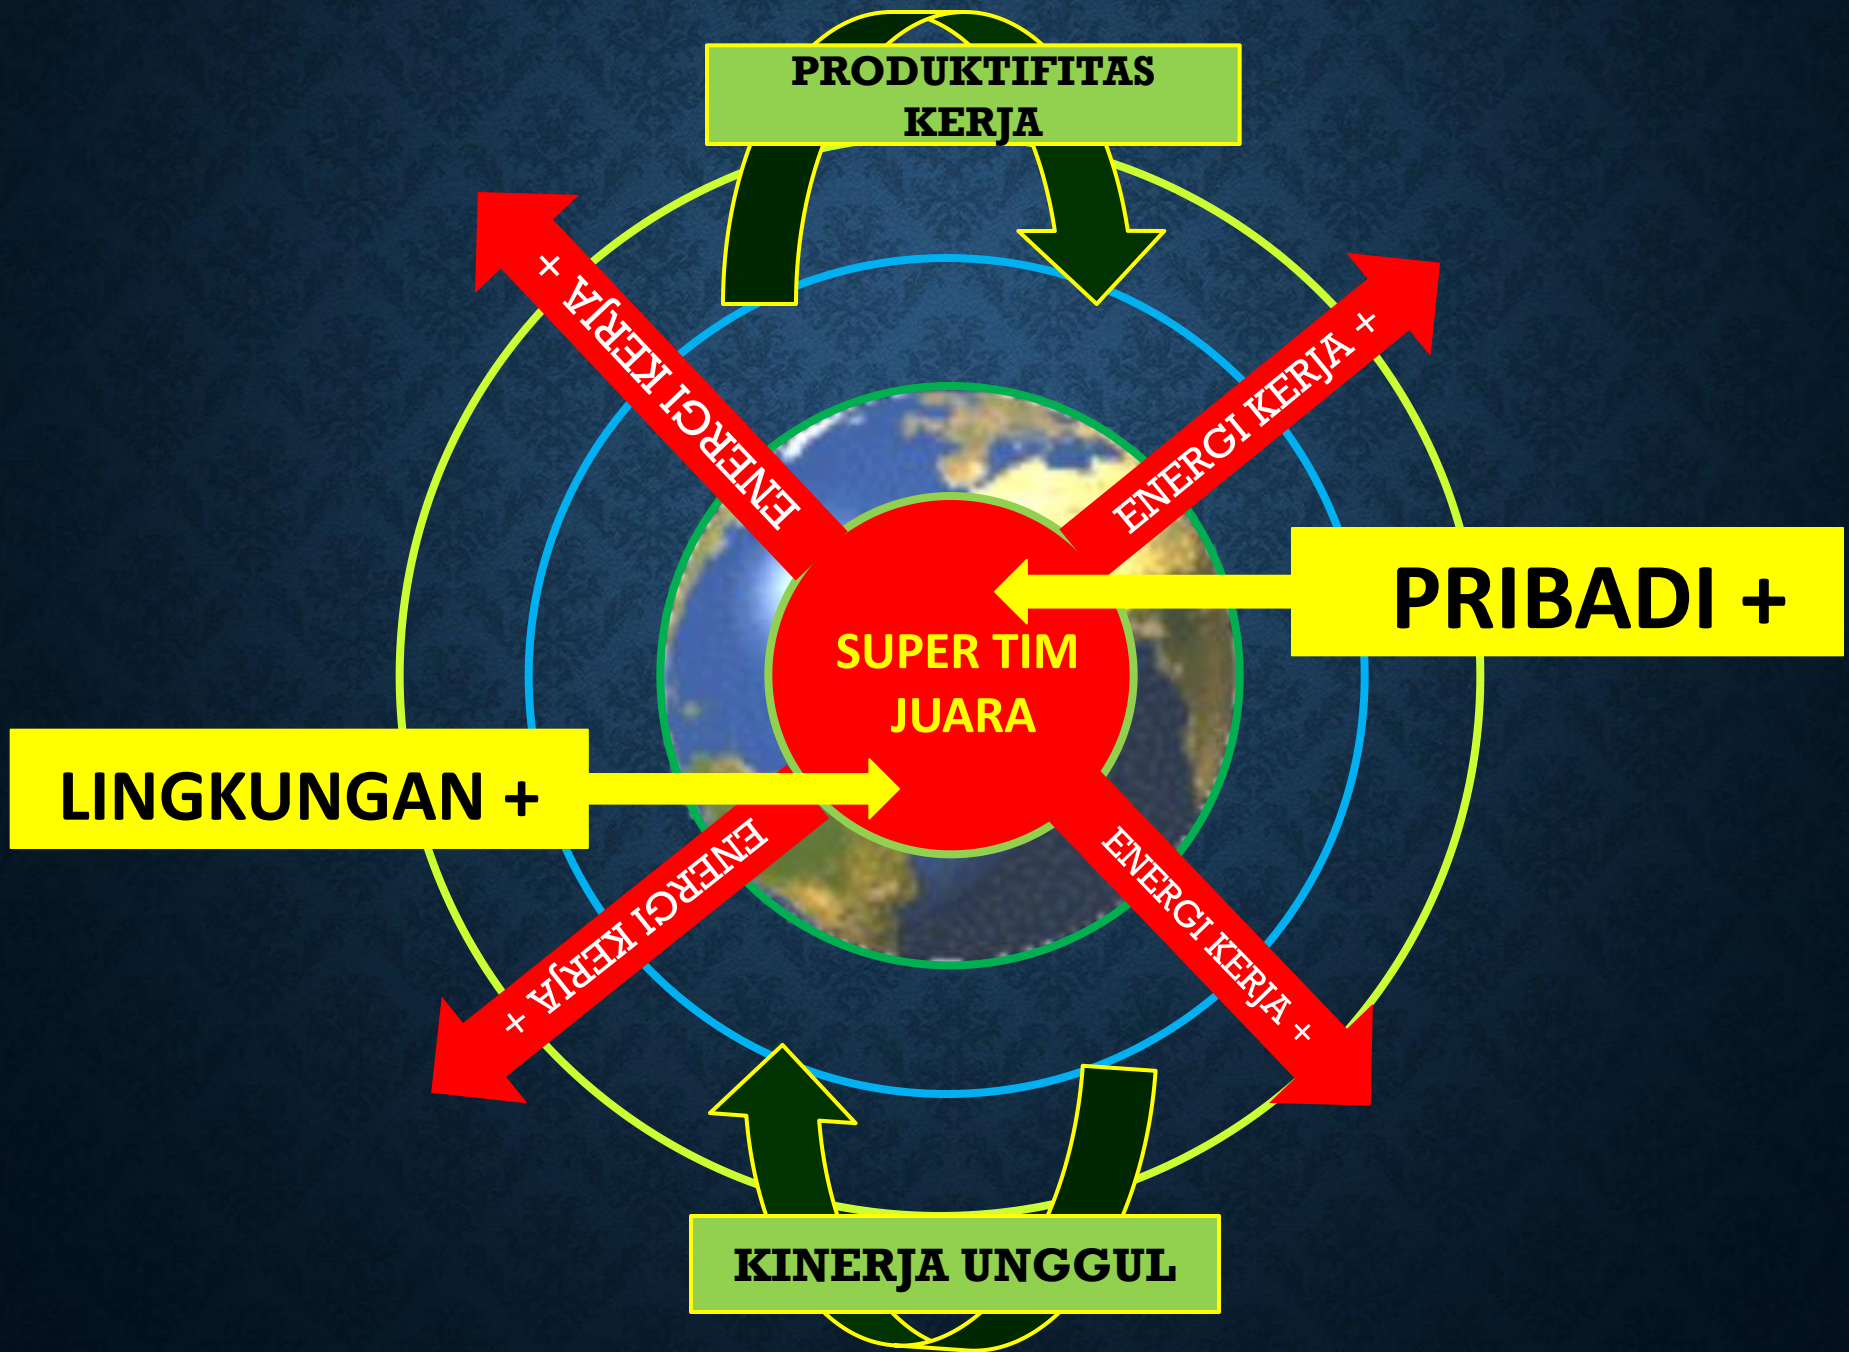 PRODUKTIFITAS
KERJA
ENERGI KERJA +
ENERGI KERJA +
PRIBADI +
SUPER TIM
JUARA
LINGKUNGAN +
ENERGI KERJA +
ENERGI KERJA +
KINERJA UNGGUL